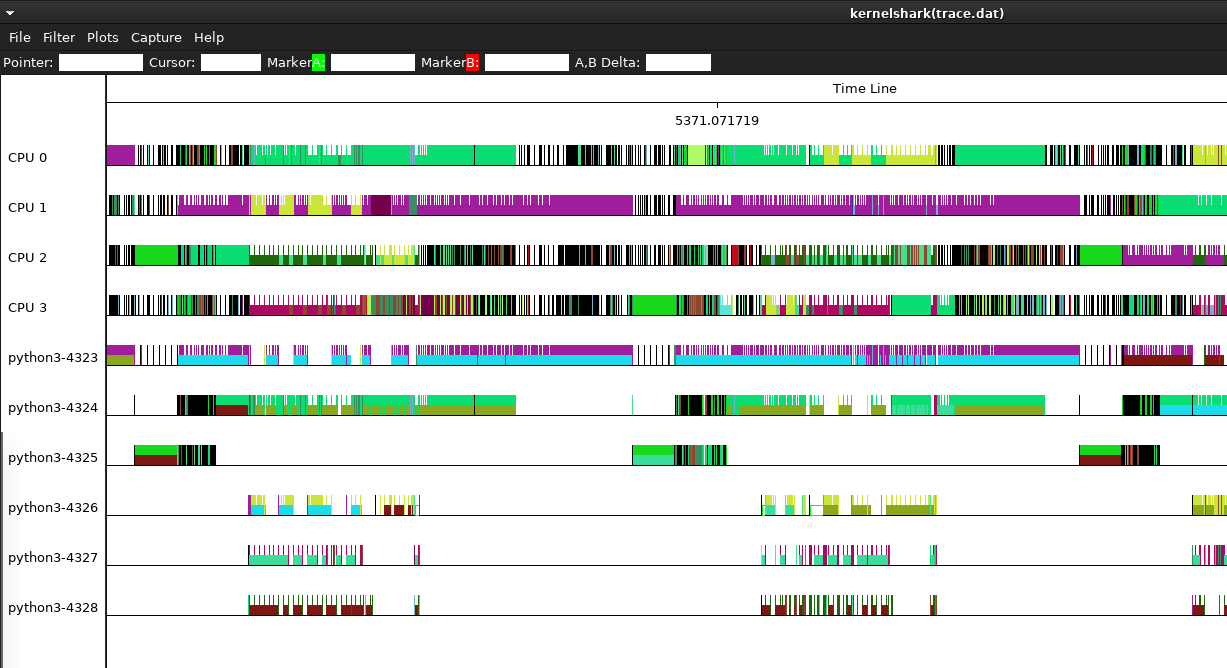 kernelshark(trace.dat)
File Filter Plots Capture Help
Pointer: Cursor: MarkerA: MarkerB: A,B Delta:
Time Line
5371.071719
CPU 0
CPU 1
CPU 2
CPU 3
python3-4323
python3-4324
python3-4325
python3-4326
python3-4327
python3-4328